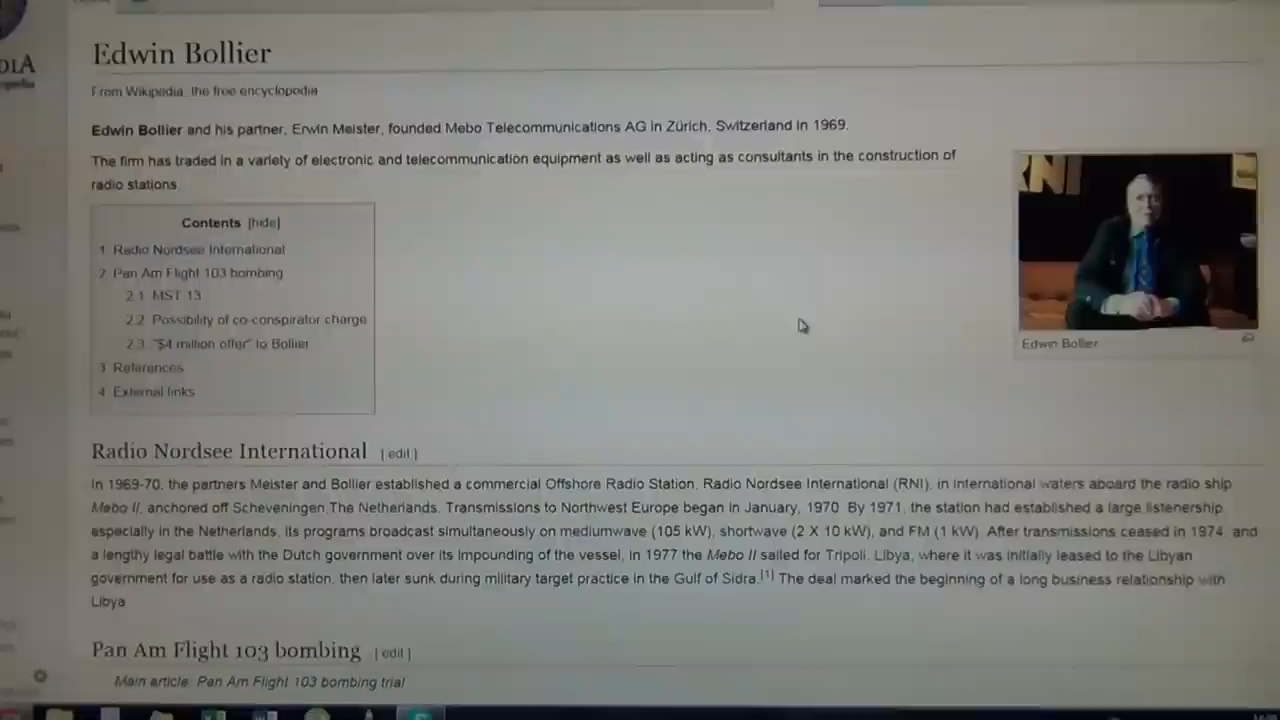 Edwin Bollier
From Wikipedia, the free encyclopedia
Edwin Bollier and his partner, Erwin Meister, founded Mebo Telecommunications AG in Zürich, Switzerland in 1969.
The firm has traded in a variety of electronic and telecommunication equipment as well as acting as consultants in the construction of
radio stations.
RNI
Edwin Bollier
Contents [hide]
1 Radio Nordsee International
2 Pan Am Flight 103 bombing
2.1 MST 13
2.2 Possibility of co-conspirator charge
2.3 "$4 million offer" to Bollier
3 References
4 External links
Radio Nordsee International [edit]
In 1969-70, the partners Meister and Bollier established a commercial Offshore Radio Station, Radio Nordsee International (RNI), in international waters aboard the radio ship
Mebo II, anchored off Scheveningen,The Netherlands. Transmissions to Northwest Europe began in January, 1970. By 1971, the station had established a large listenership,
especially in the Netherlands. Its programs broadcast simultaneously on mediumwave (105 kW), shortwave (2 X 10 kW), and FM (1 kW). After transmissions ceased in 1974, and
a lengthy legal battle with the Dutch government over its impounding of the vessel, in 1977 the Mebo II sailed for Tripoli, Libya, where it was initially leased to the Libyan
government for use as a radio station, then later sunk during military target practice in the Gulf of Sidra.[1] The deal marked the beginning of a long business relationship with
Libya
Pan Am Flight 103 bombing [edit]
Main article: Pan Am Flight 103 bombing trial